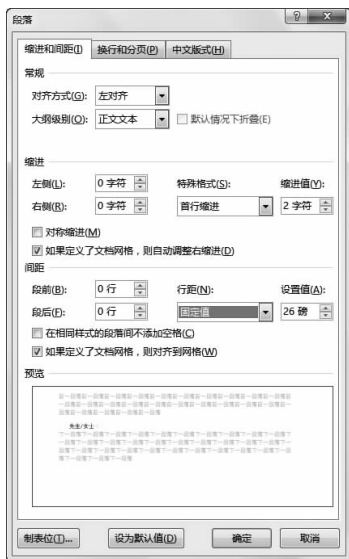 段落
缩进和间距(I) 换行和分页(P) 中文版式(H)
常规
对齐方式(G): 左对齐
大纲级别(O): 正文文本 默认情况下折叠(E)
缩进
左侧(L): 0 字符 特殊格式(S): 缩进值(Y):
右侧(R): 0 字符 首行缩进 2 字符
对称缩进(M)
如果定义了文档网格，则自动调整右缩进(D)
间距
段前(B): 0 行 行距(N): 设置值(A):
段后(F): 0 行 固定值 26 磅
在相同样式的段落间不添加空格(C)
如果定义了文档网格，则对齐到网格(W)
预览
先生/女士
制表位(T)... 设为默认值(D) 确定 取消